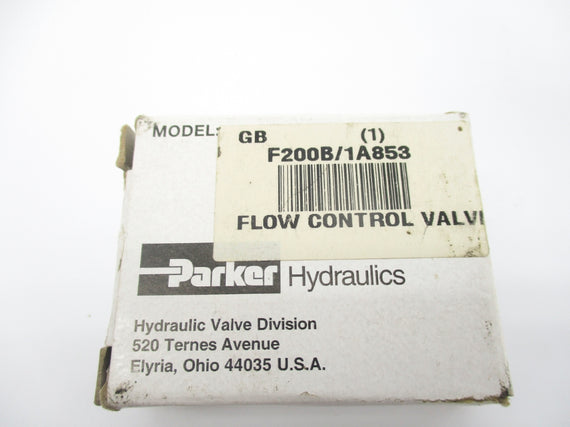 MODEL:
GB (1)
F200B/1A853
FLOW CONTROL VALV
Parker Hydraulics
Hydraulic Valve Division
520 Ternes Avenue
Elyria, Ohio 44035 U.S.A.